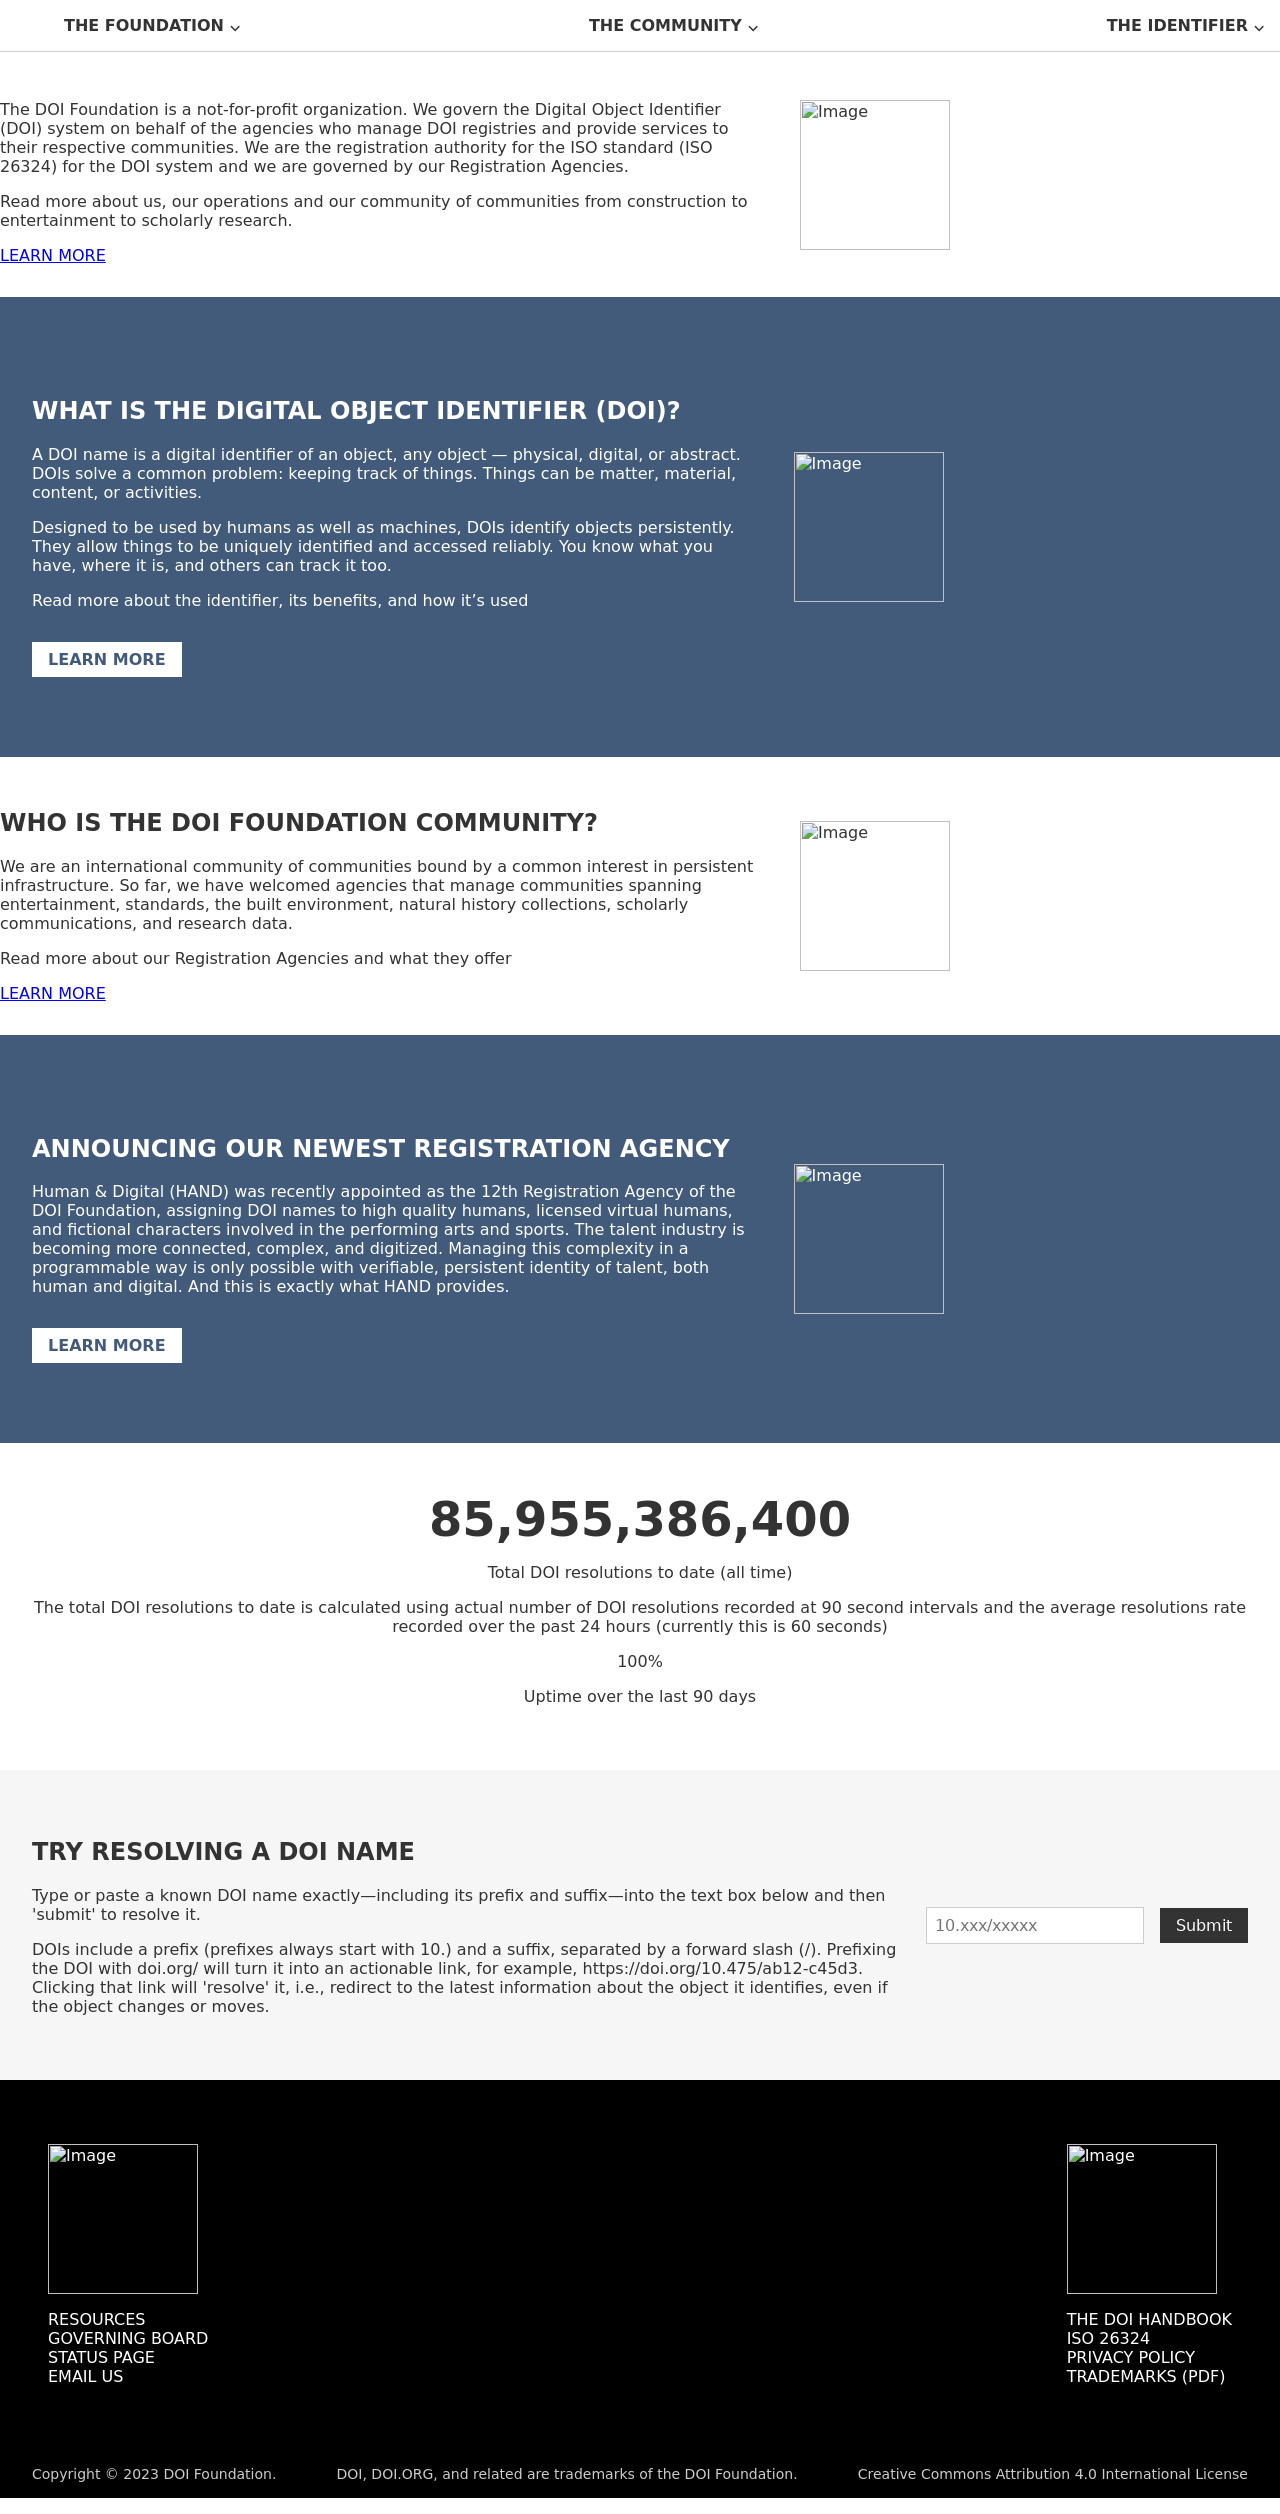 THE FOUNDATION
THE COMMUNITY
THE IDENTIFIER
The DOI Foundation is a not-for-profit organization. We govern the Digital Object Identifier
(DOI) system on behalf of the agencies who manage DOI registries and provide services to
their respective communities. We are the registration authority for the ISO standard (ISO
26324) for the DOI system and we are governed by our Registration Agencies.
Read more about us, our operations and our community of communities from construction to
entertainment to scholarly research.
LEARN MORE
Image
WHAT IS THE DIGITAL OBJECT IDENTIFIER (DOI)?
A DOI name is a digital identifier of an object, any object — physical, digital, or abstract.
DOIs solve a common problem: keeping track of things. Things can be matter, material,
content, or activities.
Designed to be used by humans as well as machines, DOIs identify objects persistently.
They allow things to be uniquely identified and accessed reliably. You know what you
have, where it is, and others can track it too.
Read more about the identifier, its benefits, and how it’s used
LEARN MORE
Image
WHO IS THE DOI FOUNDATION COMMUNITY?
We are an international community of communities bound by a common interest in persistent
infrastructure. So far, we have welcomed agencies that manage communities spanning
entertainment, standards, the built environment, natural history collections, scholarly
communications, and research data.
Read more about our Registration Agencies and what they offer
LEARN MORE
Image
ANNOUNCING OUR NEWEST REGISTRATION AGENCY
Human & Digital (HAND) was recently appointed as the 12th Registration Agency of the
DOI Foundation, assigning DOI names to high quality humans, licensed virtual humans,
and fictional characters involved in the performing arts and sports. The talent industry is
becoming more connected, complex, and digitized. Managing this complexity in a
programmable way is only possible with verifiable, persistent identity of talent, both
human and digital. And this is exactly what HAND provides.
LEARN MORE
Image
85,955,386,400
Total DOI resolutions to date (all time)
The total DOI resolutions to date is calculated using actual number of DOI resolutions recorded at 90 second intervals and the average resolutions rate
recorded over the past 24 hours (currently this is 60 seconds)
100%
Uptime over the last 90 days
TRY RESOLVING A DOI NAME
Type or paste a known DOI name exactly—including its prefix and suffix—into the text box below and then
'submit' to resolve it.
DOIs include a prefix (prefixes always start with 10.) and a suffix, separated by a forward slash (/). Prefixing
the DOI with doi.org/ will turn it into an actionable link, for example, https://doi.org/10.475/ab12-c45d3.
Clicking that link will 'resolve' it, i.e., redirect to the latest information about the object it identifies, even if
the object changes or moves.
10.xxx/xxxxx
Submit
Image
RESOURCES
GOVERNING BOARD
STATUS PAGE
EMAIL US
Image
THE DOI HANDBOOK
ISO 26324
PRIVACY POLICY
TRADEMARKS (PDF)
Copyright © 2023 DOI Foundation.
DOI, DOI.ORG, and related are trademarks of the DOI Foundation.
Creative Commons Attribution 4.0 International License